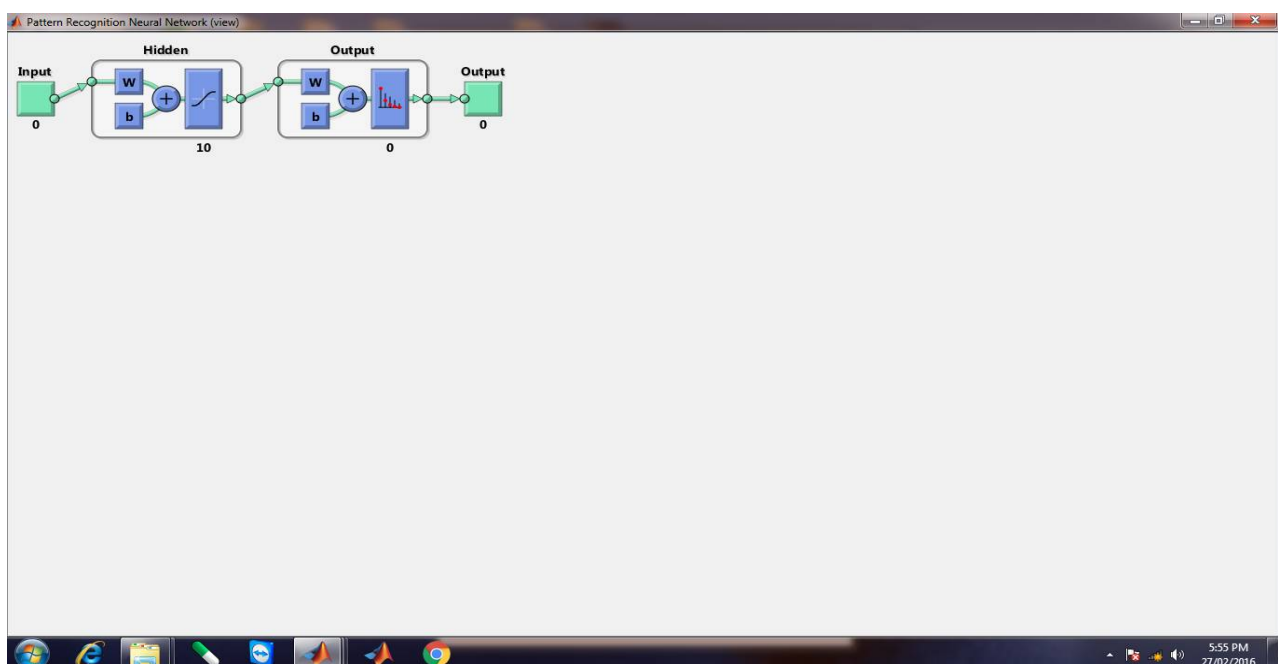 Pattern Recognition Neural Network (view)
Hidden
Output
Input
Output
W
W
b
b
0
0
10
0
5:55 PM
27/02/2016